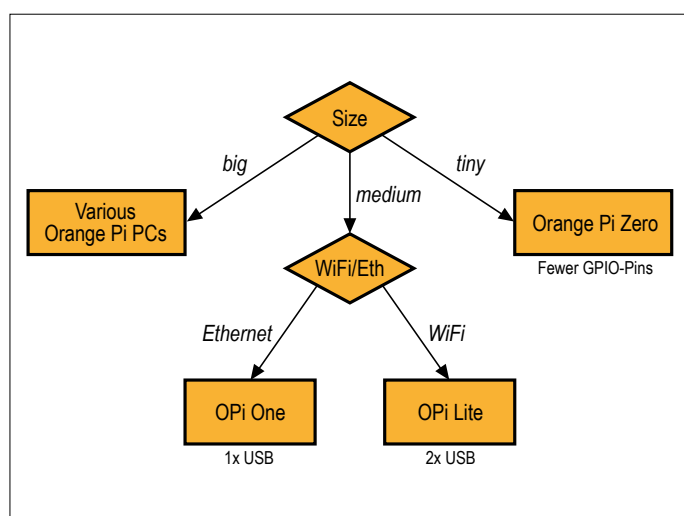 Size
big
tiny
medium
Various
Orange Pi PCs
Orange Pi Zero
Fewer GPIO-Pins
WiFi/Eth
Ethernet
WiFi
OPi One
OPi Lite
1x USB
2x USB